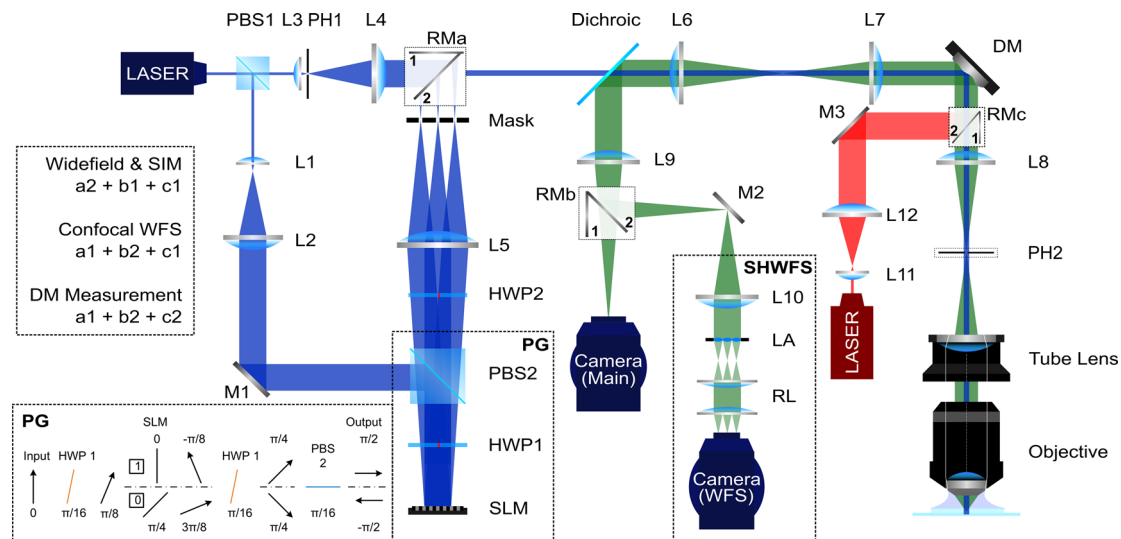 PBS1 L3 PH1 L4 RMa Dichroic L6 L7 DM
LASER
1
2
Mask
M3
RMc
2 1
L1
L9
L8
Widefield & SIM
a2 + b1 + c1
Confocal WFS
a1 + b2 + c1
DM Measurement
a1 + b2 + c2
RMb
1 2
M2
L12
L2
L5
PH2
SHWFS
L11
HWP2
L10
LASER
PG
LA
Camera
(Main)
Tube Lens
PBS2
M1
RL
HWP1
Camera
(WFS)
Objective
SLM
PG
SLM
0 -π/8 π/4 Output
π/2
Input HWP 1 HWP 1 PBS
2
1
0
0 π/16 π/8 π/4 3π/8 π/16 π/4 π/16 -π/2